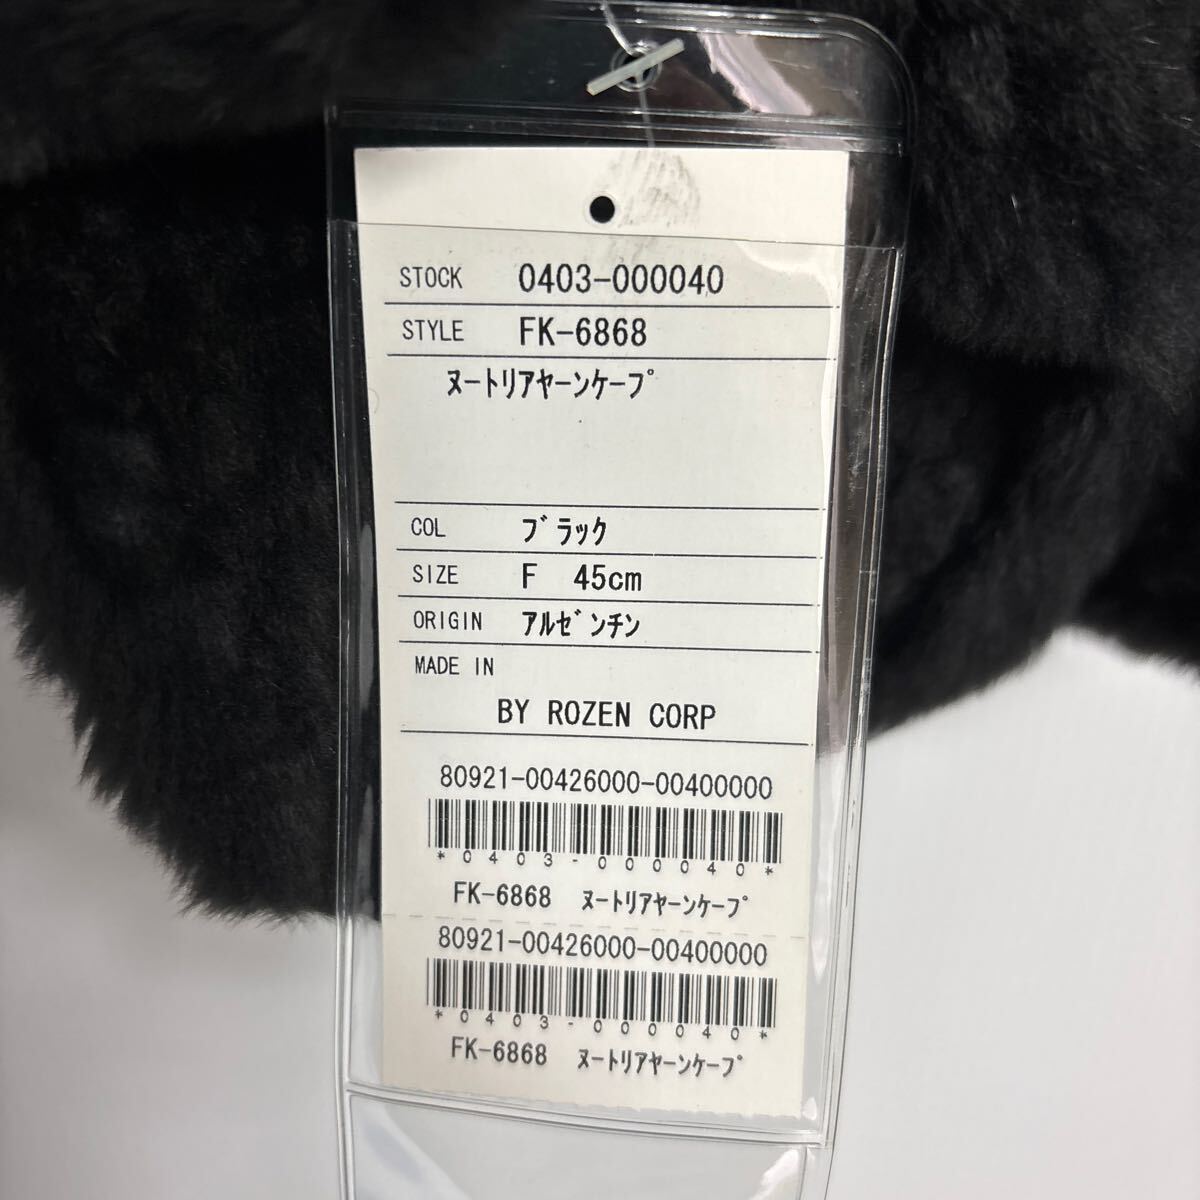 STOCK 0403-000040
STYLE FK-6868
ﾇｰﾄﾘｱﾔｰﾝｹｰﾌﾟ
COL ﾌﾞﾗｯｸ
SIZE F 45cm
ORIGIN ｱﾙｾﾞﾝﾁﾝ
MADE IN
BY ROZEN CORP
80921-00426000-00400000
*0403-000040*
FK-6868 ﾇｰﾄﾘｱﾔｰﾝｹｰﾌﾟ
80921-00426000-00400000
*0403-000040*
FK-6868 ﾇｰﾄﾘｱﾔｰﾝｹｰﾌﾟ